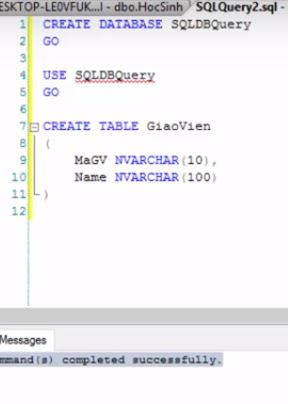 ESKTOP-LE0VFUK...l - dbo.HocSinh SQLQuery2.sql -
1 CREATE DATABASE SQLDBQuery
2 GO
3
4 USE SQLDBQuery
5 GO
6
7 CREATE TABLE GiaoVien
8 (
9 MaGV NVARCHAR(10),
10 Name NVARCHAR(100)
11 )
12
Messages
mmand(s) completed successfully.